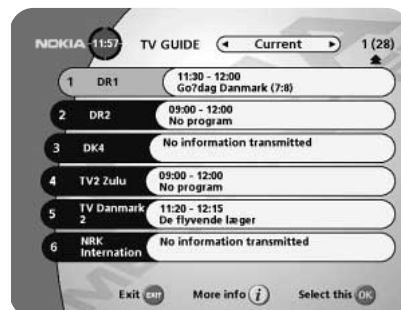 NOKIA 11:57 TV GUIDE Current 1 (28)
1 DR1 11:30 - 12:00
Go?dag Danmark (7:8)
2 DR2 09:00 - 12:00
No program
3 DK4 No information transmitted
4 TV2 Zulu 09:00 - 12:00
No program
5 TV Danmark 2 11:20 - 12:15
De flyvende læger
6 NRK Internation No information transmitted
Exit EXIT More info i Select this OK